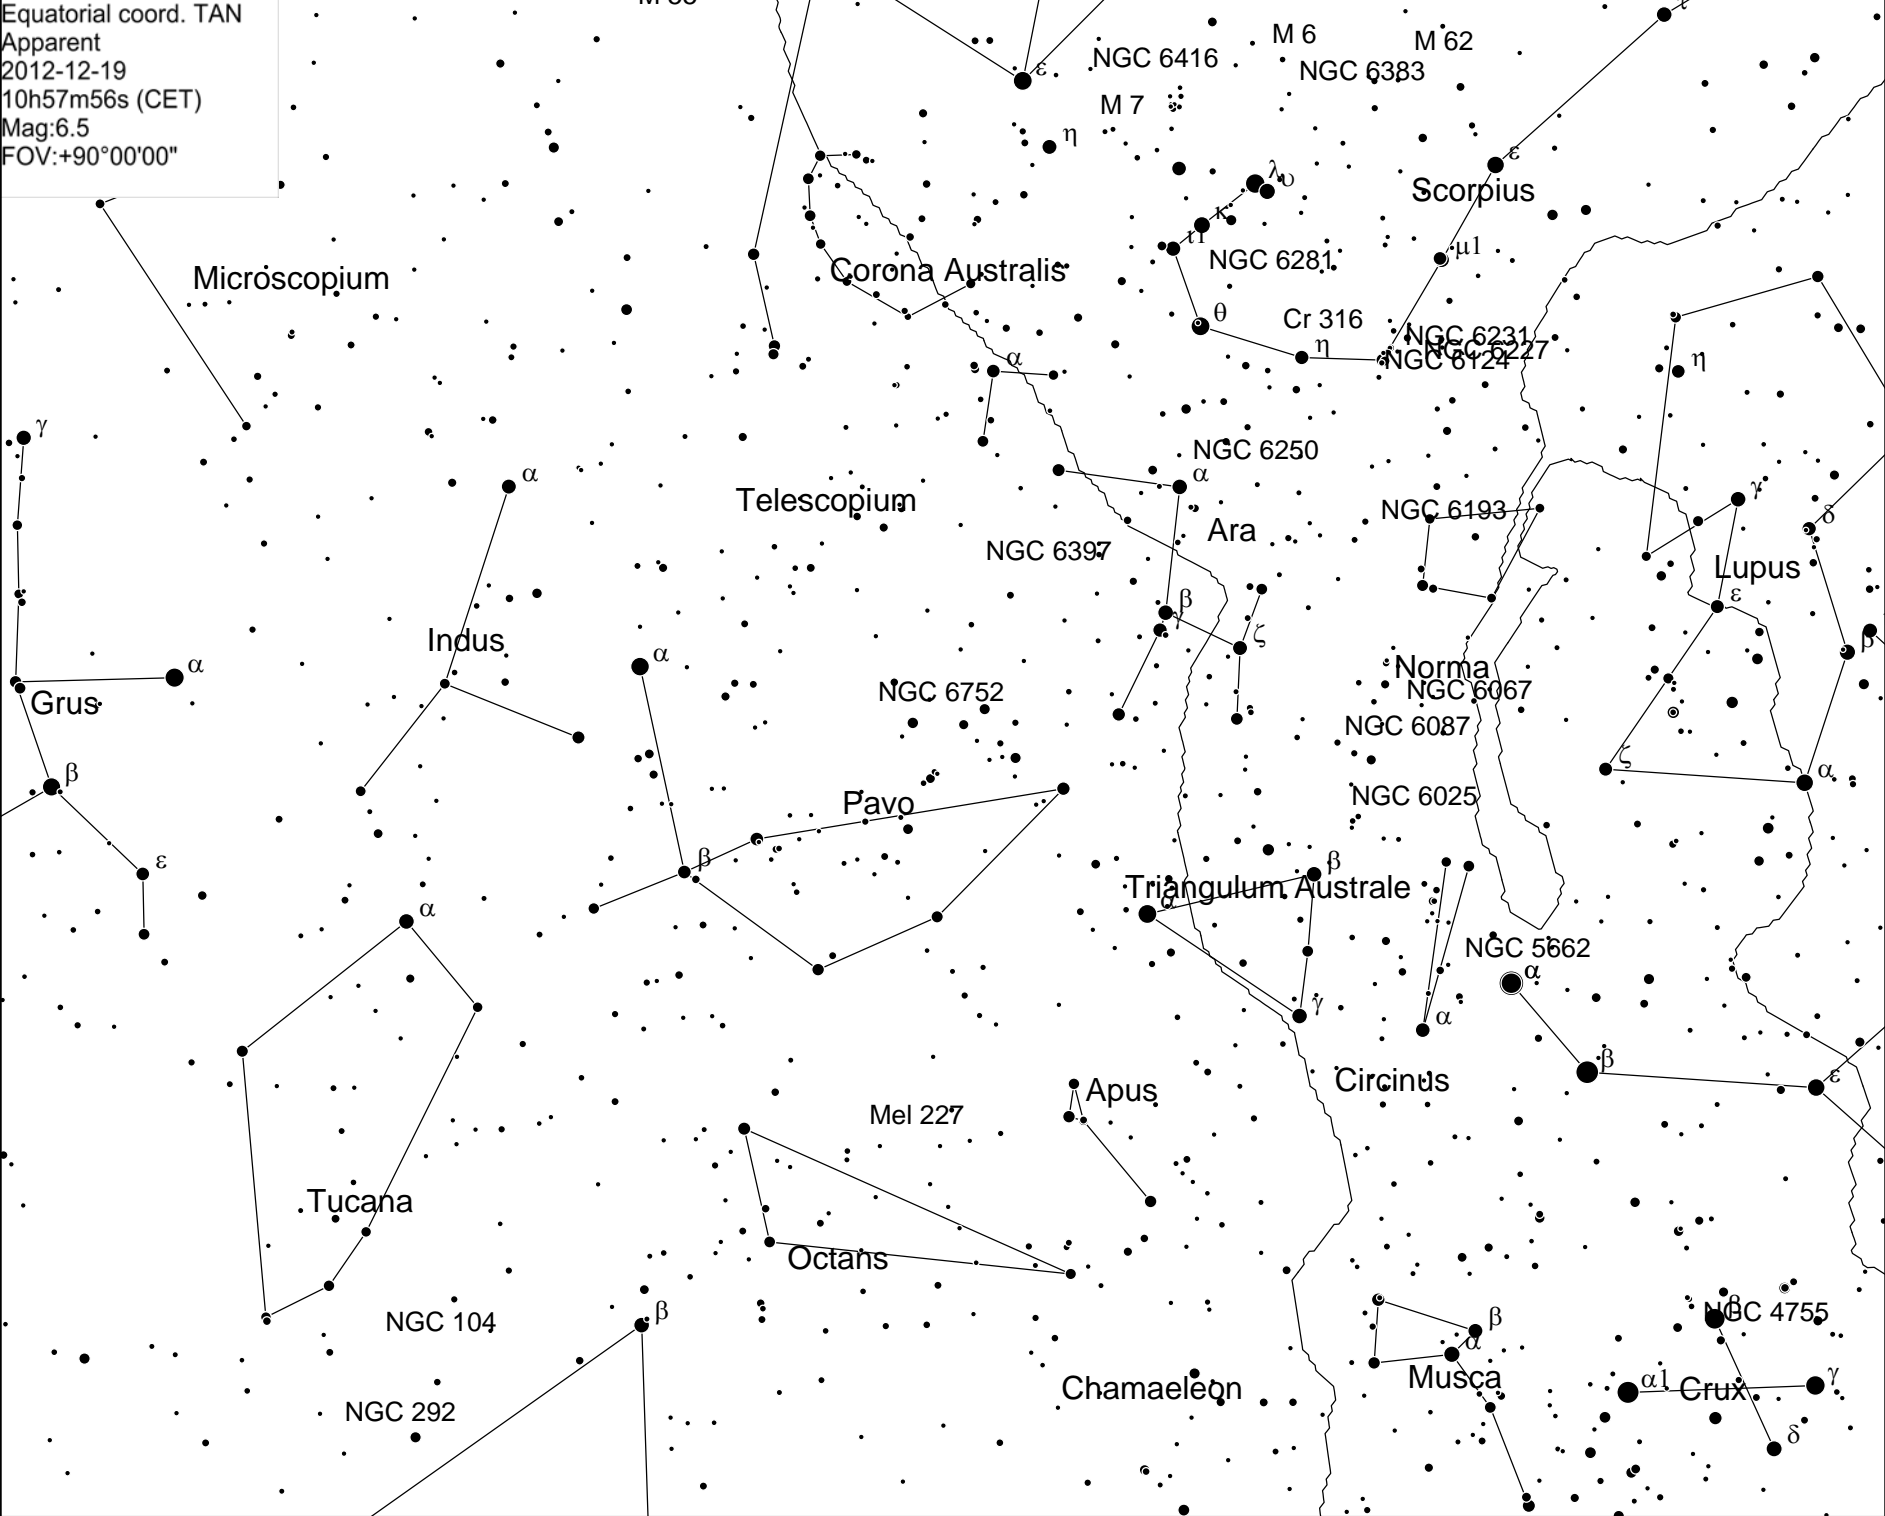 Equatorial coord. TAN
Apparent
2012-12-19
10h57m56s (CET)
Mag:6.5
FOV:+90°00'00"
τ
M 6
M 62
NGC 6416
ε
NGC 6383
M 7
η
ε
λ
υ
Scorpius
κ
ι1
μ1
NGC 6281
Corona Australis
Microscopium
θ
Cr 316
η
NGC 6231
NGC 6227
NGC 6124
α
η
γ
NGC 6250
α
α
Telescopium
γ
NGC 6193
δ
Ara
NGC 6397
Lupus
β
γ
ε
ζ
Indus
β
α
α
Norma
NGC 6752
NGC 6067
Grus
NGC 6087
ζ
β
α
NGC 6025
Pavo
β
ε
β
Triangulum Australe
α
α
NGC 5662
α
γ
α
β
Circinus
ε
Apus
Mel 227
Tucana
Octans
β
β
NGC 4755
NGC 104
β
α
Musca
α1
Crux
γ
Chamaeleon
NGC 292
δ